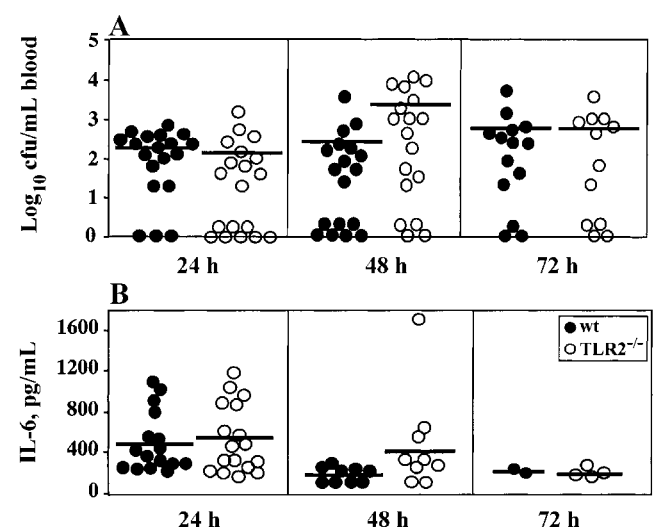 A
Log10 cfu/mL blood
5
4
3
2
1
0
24 h
48 h
72 h
B
IL-6, pg/mL
1600
1200
800
400
0
wt
TLR2-/-
24 h
48 h
72 h